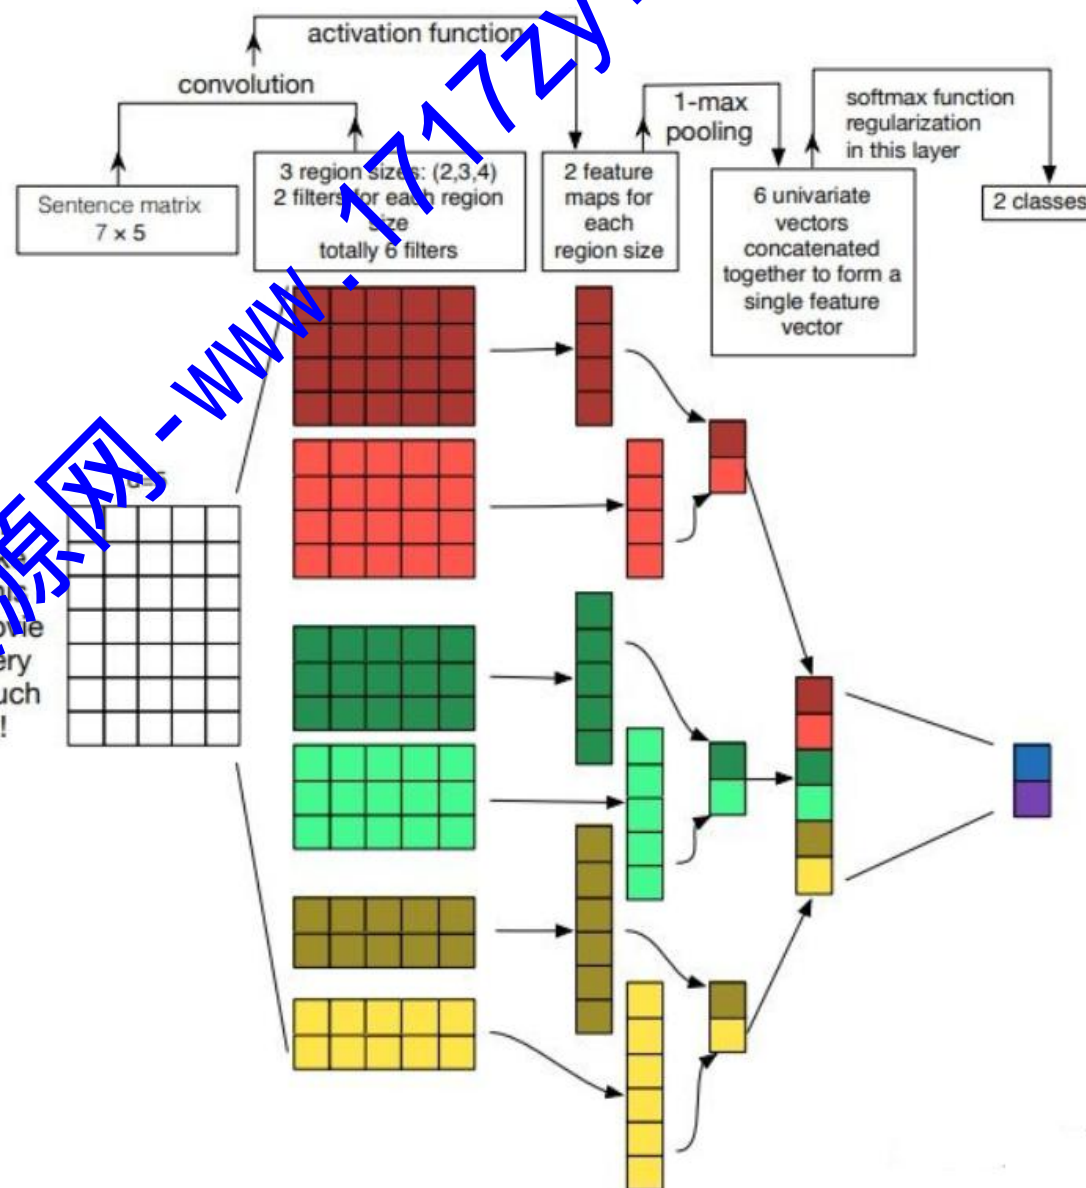 activation function
convolution
1-max
pooling
softmax function
regularization
in this layer
Sentence matrix
7 × 5
3 region sizes: (2,3,4)
2 filters for each region
size
totally 6 filters
2 feature
maps for
each
region size
6 univariate
vectors
concatenated
together to form a
single feature
vector
2 classes
d=5
!
源网-www.1717zy.